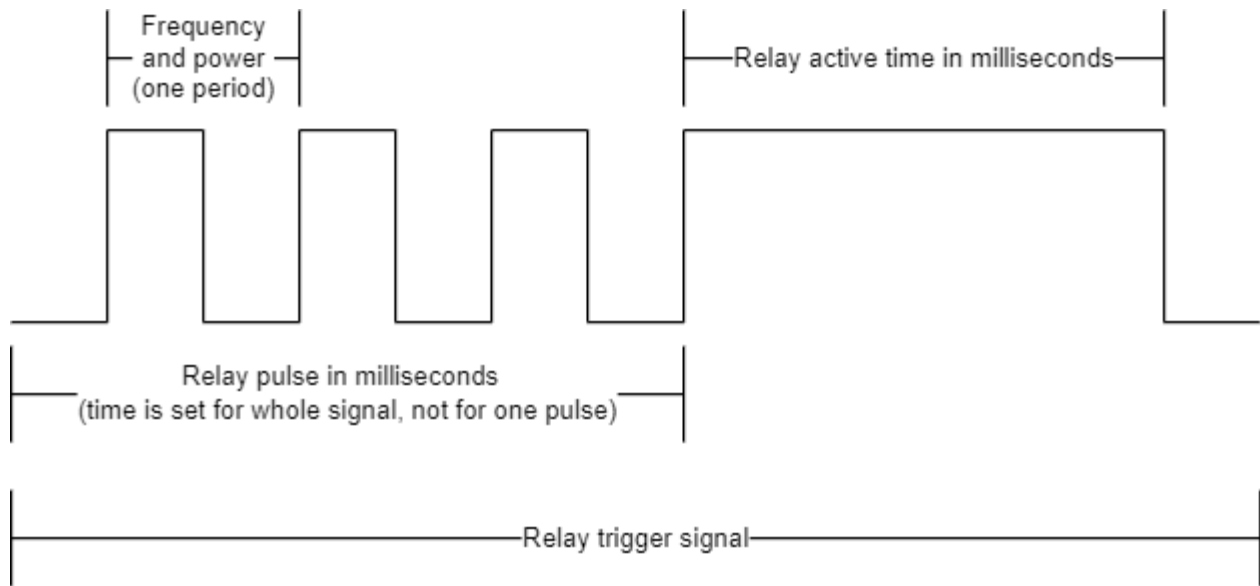 Frequency
and power
(one period)
Relay active time in milliseconds
Relay pulse in milliseconds
(time is set for whole signal, not for one pulse)
Relay trigger signal